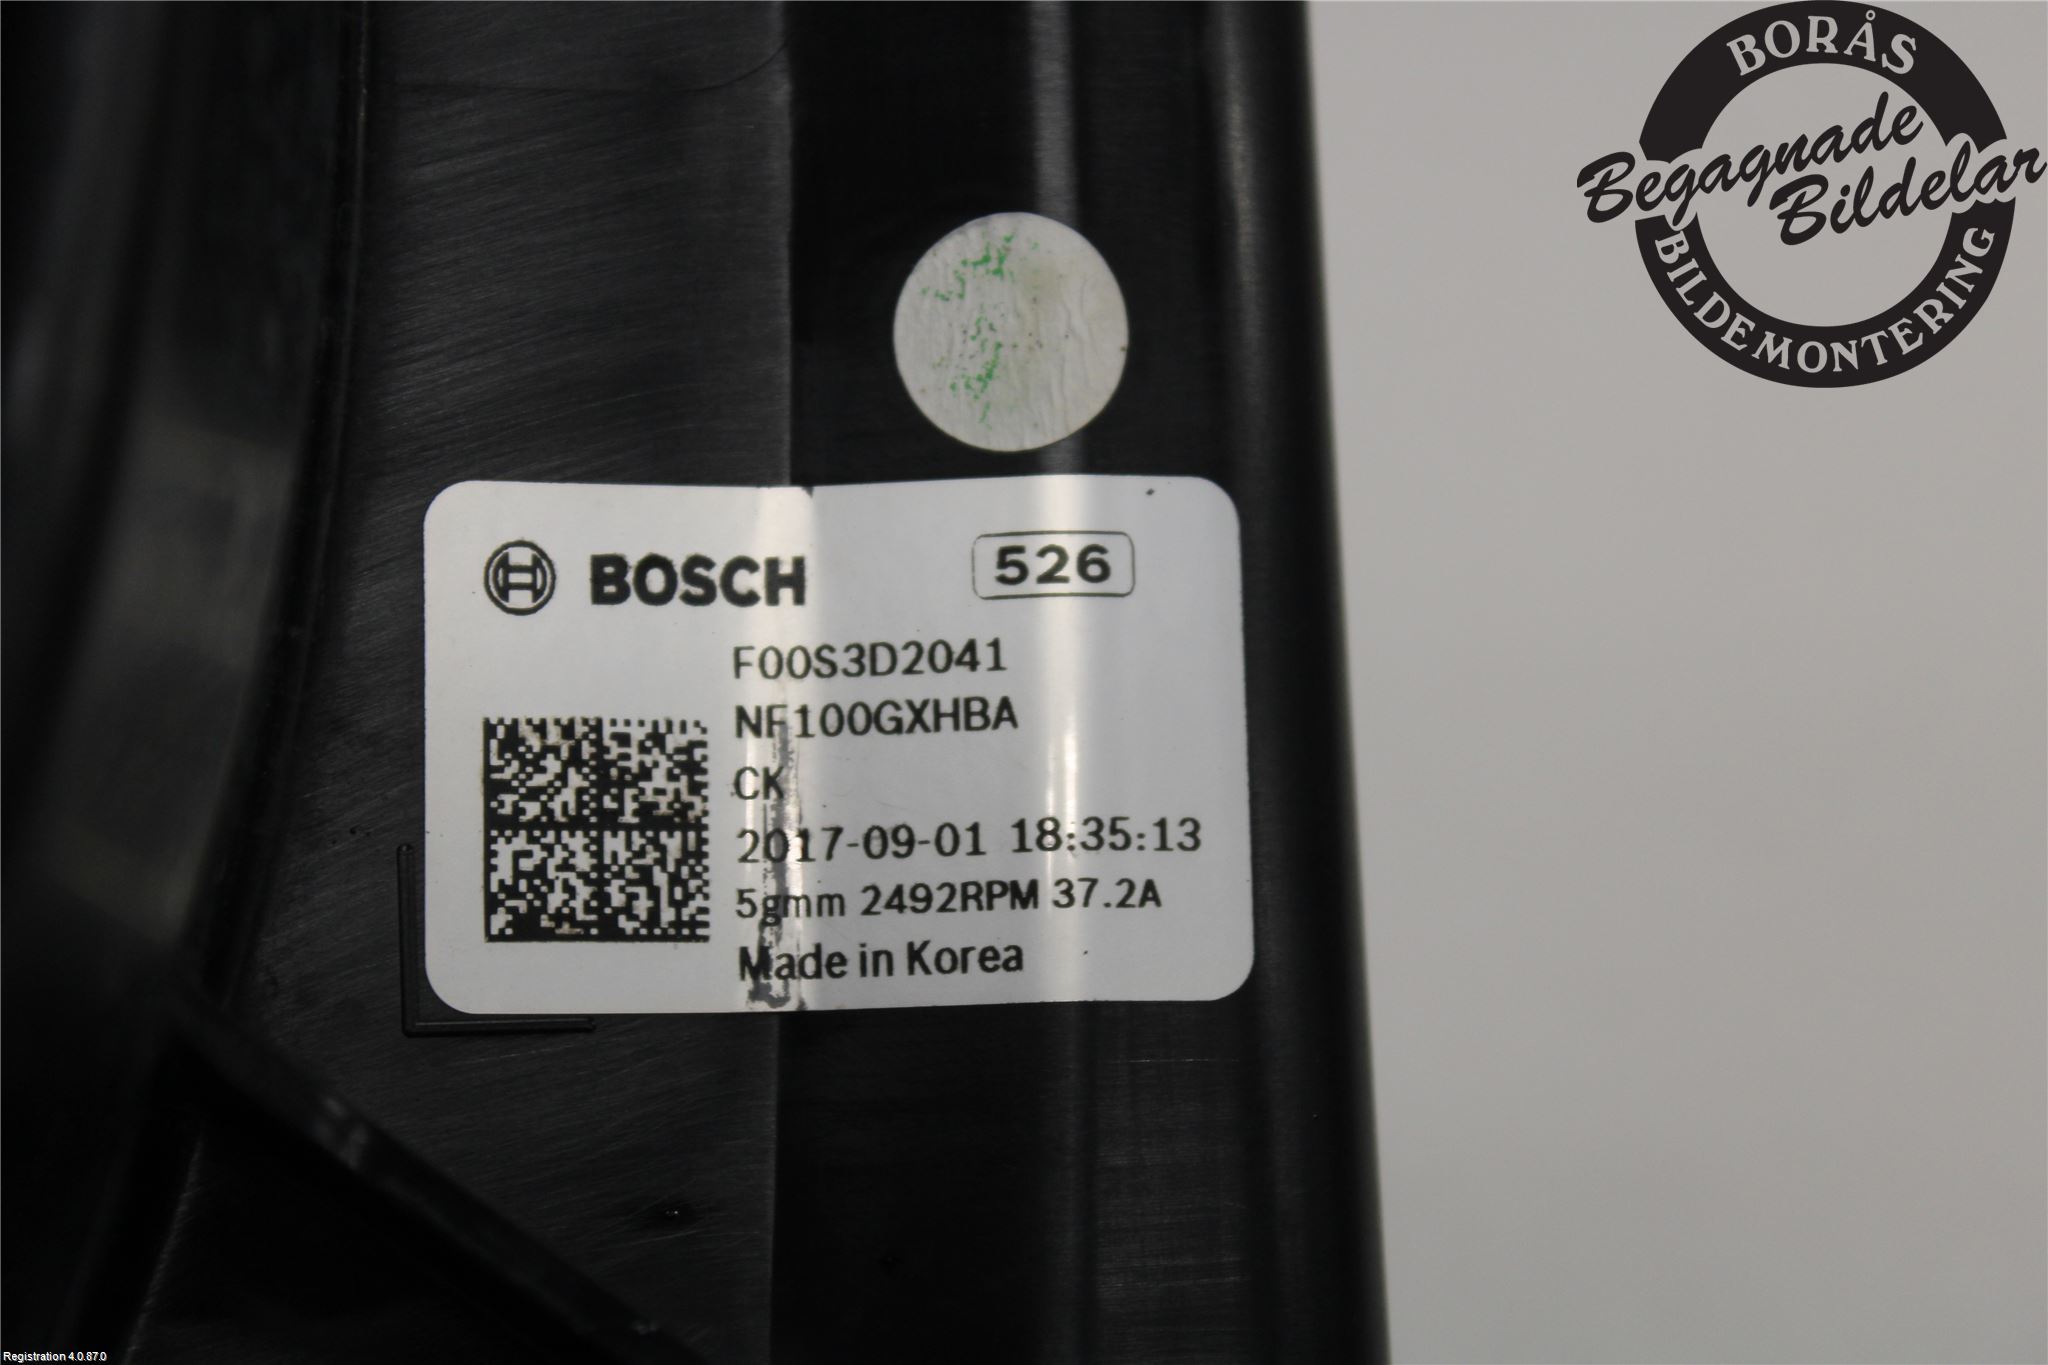 BORÅS
Begagnade
Bildelar
BILDEMONTERING
BOSCH
526
F00S3D2041
NF100GXHBA
CK
2017-09-01 18:35:13
5gmm 2492RPM 37.2A
Made in Korea
Registration 4.0.87.0